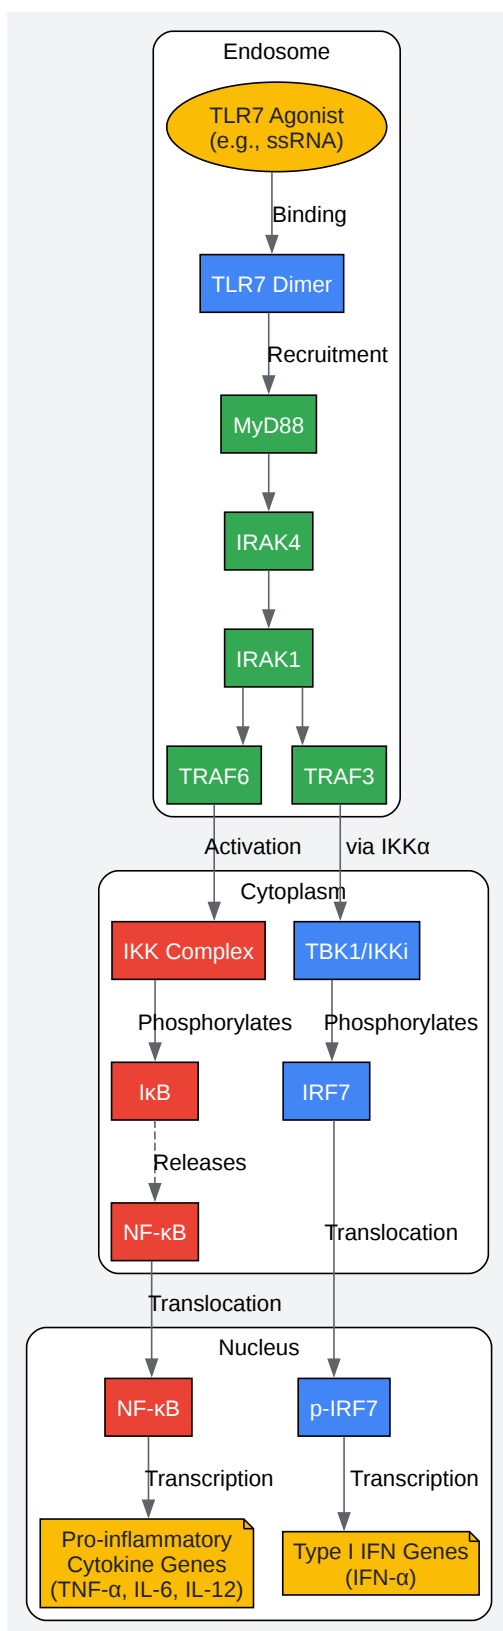 Endosome
TLR7 Agonist
(e.g., ssRNA)
Binding
TLR7 Dimer
Recruitment
MyD88
IRAK4
IRAK1
TRAF6
TRAF3
Activation
via IKKα
Cytoplasm
IKK Complex
TBK1/IKKi
Phosphorylates
Phosphorylates
IκB
IRF7
Releases
NF-κB
Translocation
Translocation
Nucleus
NF-κB
p-IRF7
Transcription
Transcription
Pro-inflammatory
Cytokine Genes
(TNF-α, IL-6, IL-12)
Type I IFN Genes
(IFN-α)